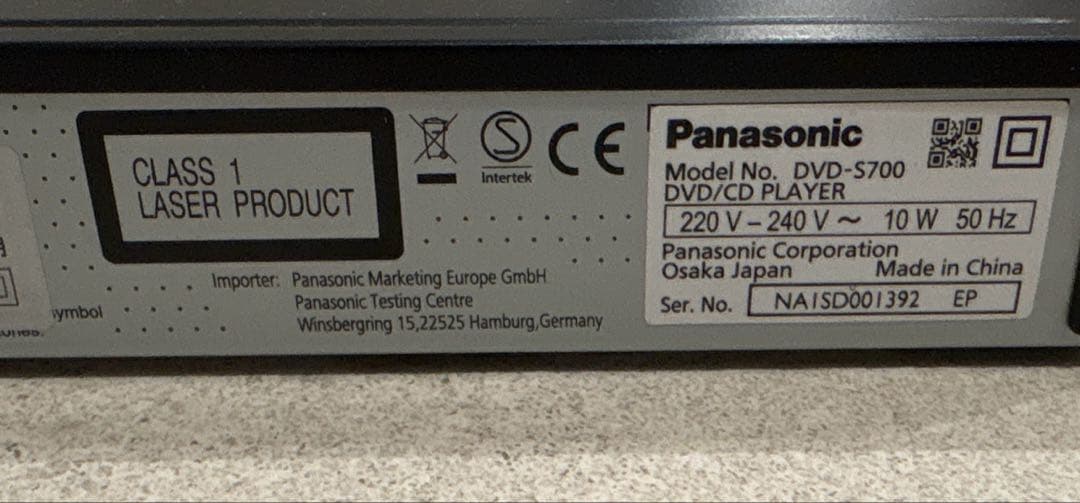 CLASS 1
LASER PRODUCT
S
Intertek
CE
Importer: Panasonic Marketing Europe GmbH
Panasonic Testing Centre
Winsbergring 15,22525 Hamburg,Germany
ymbol
Panasonic
Model No. DVD-S700
DVD/CD PLAYER
220 V – 240 V ~ 10 W 50 Hz
Panasonic Corporation
Osaka Japan Made in China
Ser. No. NA1SD001392 EP